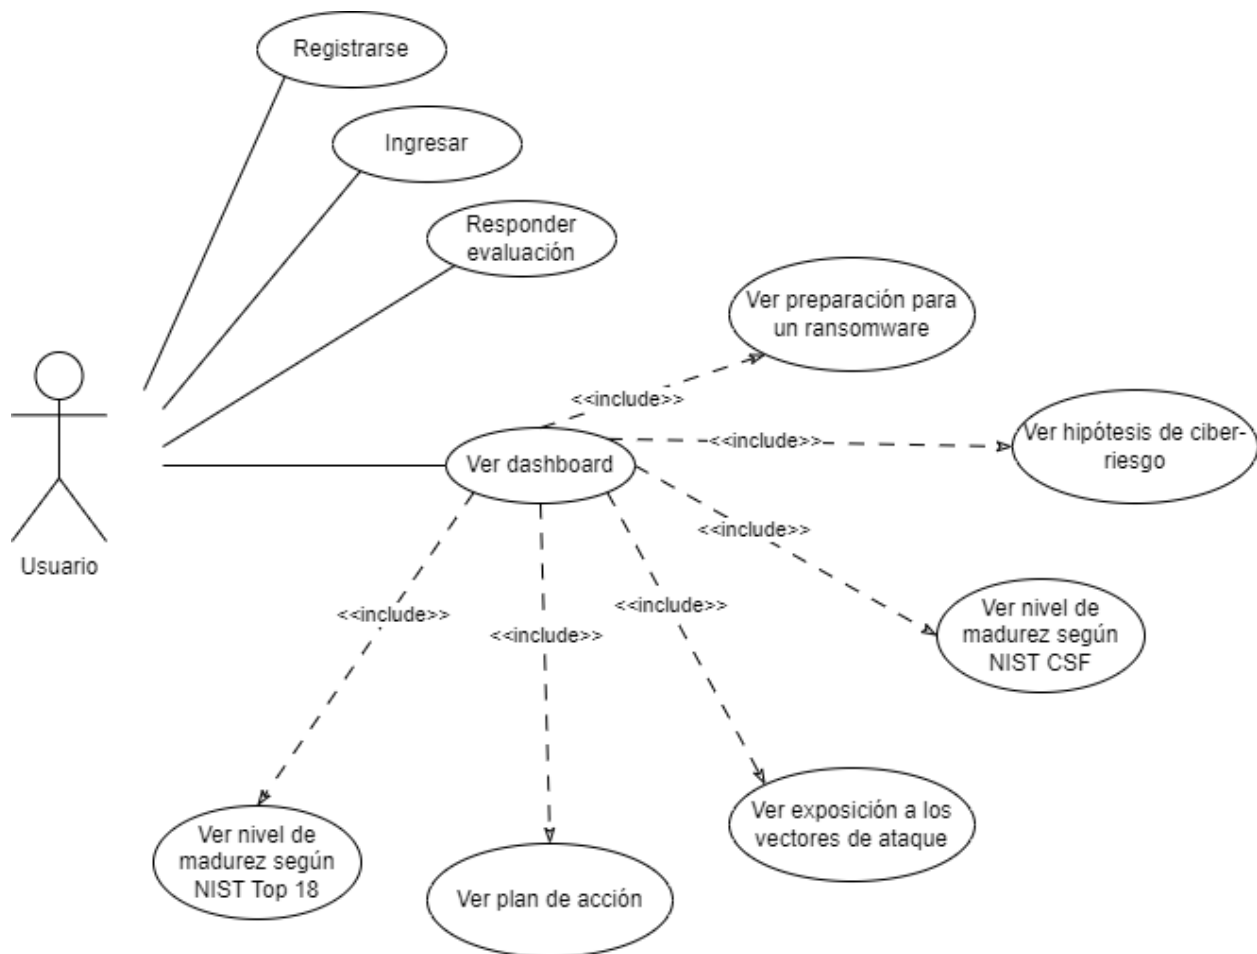 Registrarse
Ingresar
Responder
evaluación
Ver preparación para
un ransomware
<<include>>
Ver hipótesis de ciber-
riesgo
<<include>>
Ver dashboard
<<include>>
Usuario
Ver nivel de
madurez según
NIST CSF
<<include>>
<<include>>
<<include>>
Ver exposición a los
vectores de ataque
Ver nivel de
madurez según
NIST Top 18
Ver plan de acción